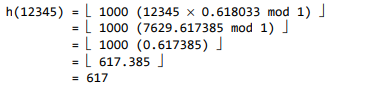 h(12345) = ⌊ 1000 (12345 × 0.618033 mod 1) ⌋
= ⌊ 1000 (7629.617385 mod 1) ⌋
= ⌊ 1000 (0.617385) ⌋
= ⌊ 617.385 ⌋
= 617